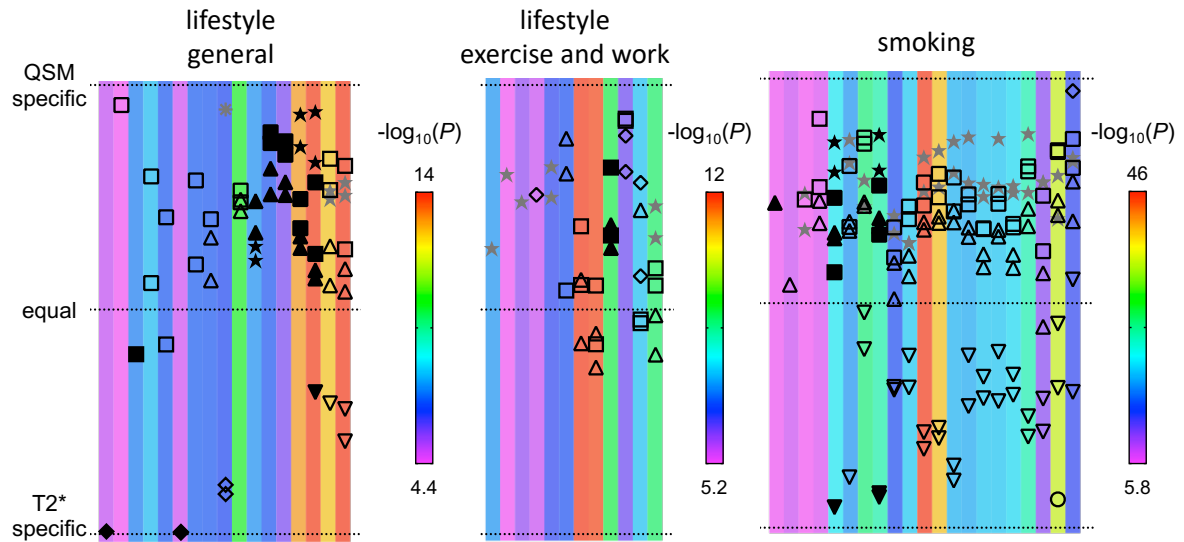 lifestyle
general
lifestyle
exercise and work
smoking
QSM
specific
equal
T2*
specific
-log10(P)
14
4.4
-log10(P)
12
5.2
-log10(P)
46
5.8